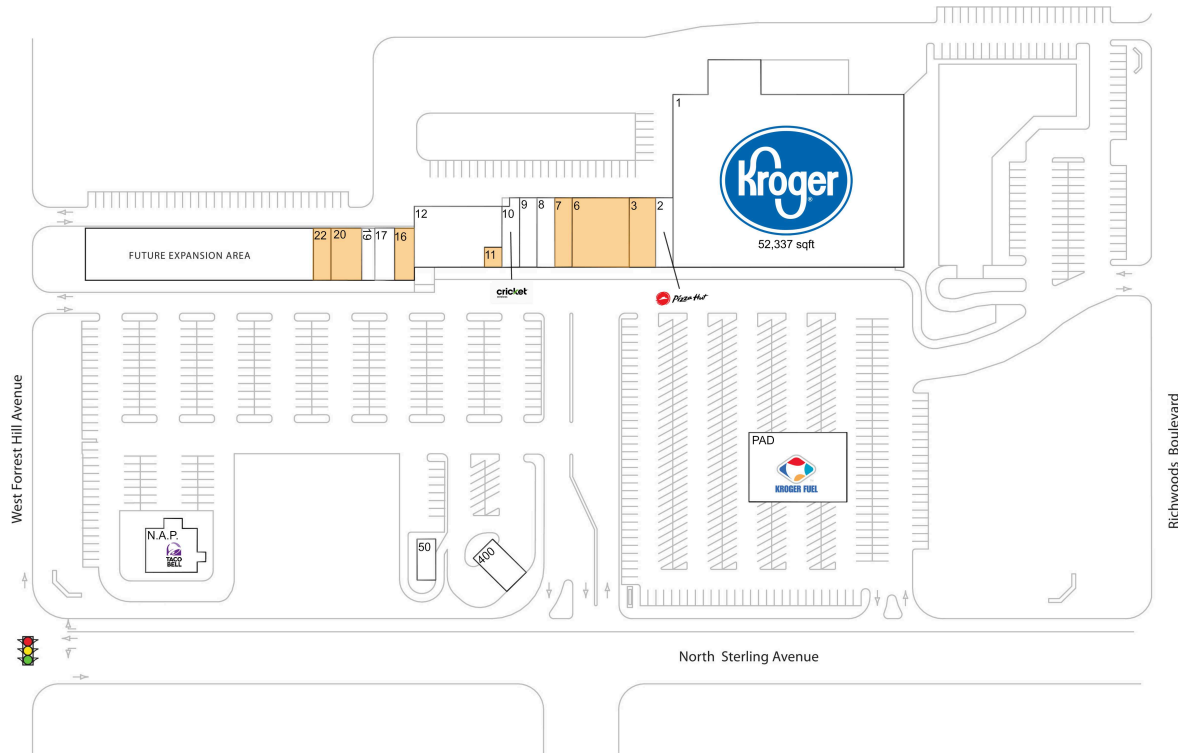 1
Kroger
52,337 sqft
12
10
9
8
7
6
3
2
11
22
20
19
17
16
FUTURE EXPANSION AREA
cricket
Pizza Hut
West Forrest Hill Avenue
Richwoods Boulevard
PAD
KROGER FUEL
N.A.P.
TACO
BELL
50
400
North Sterling Avenue